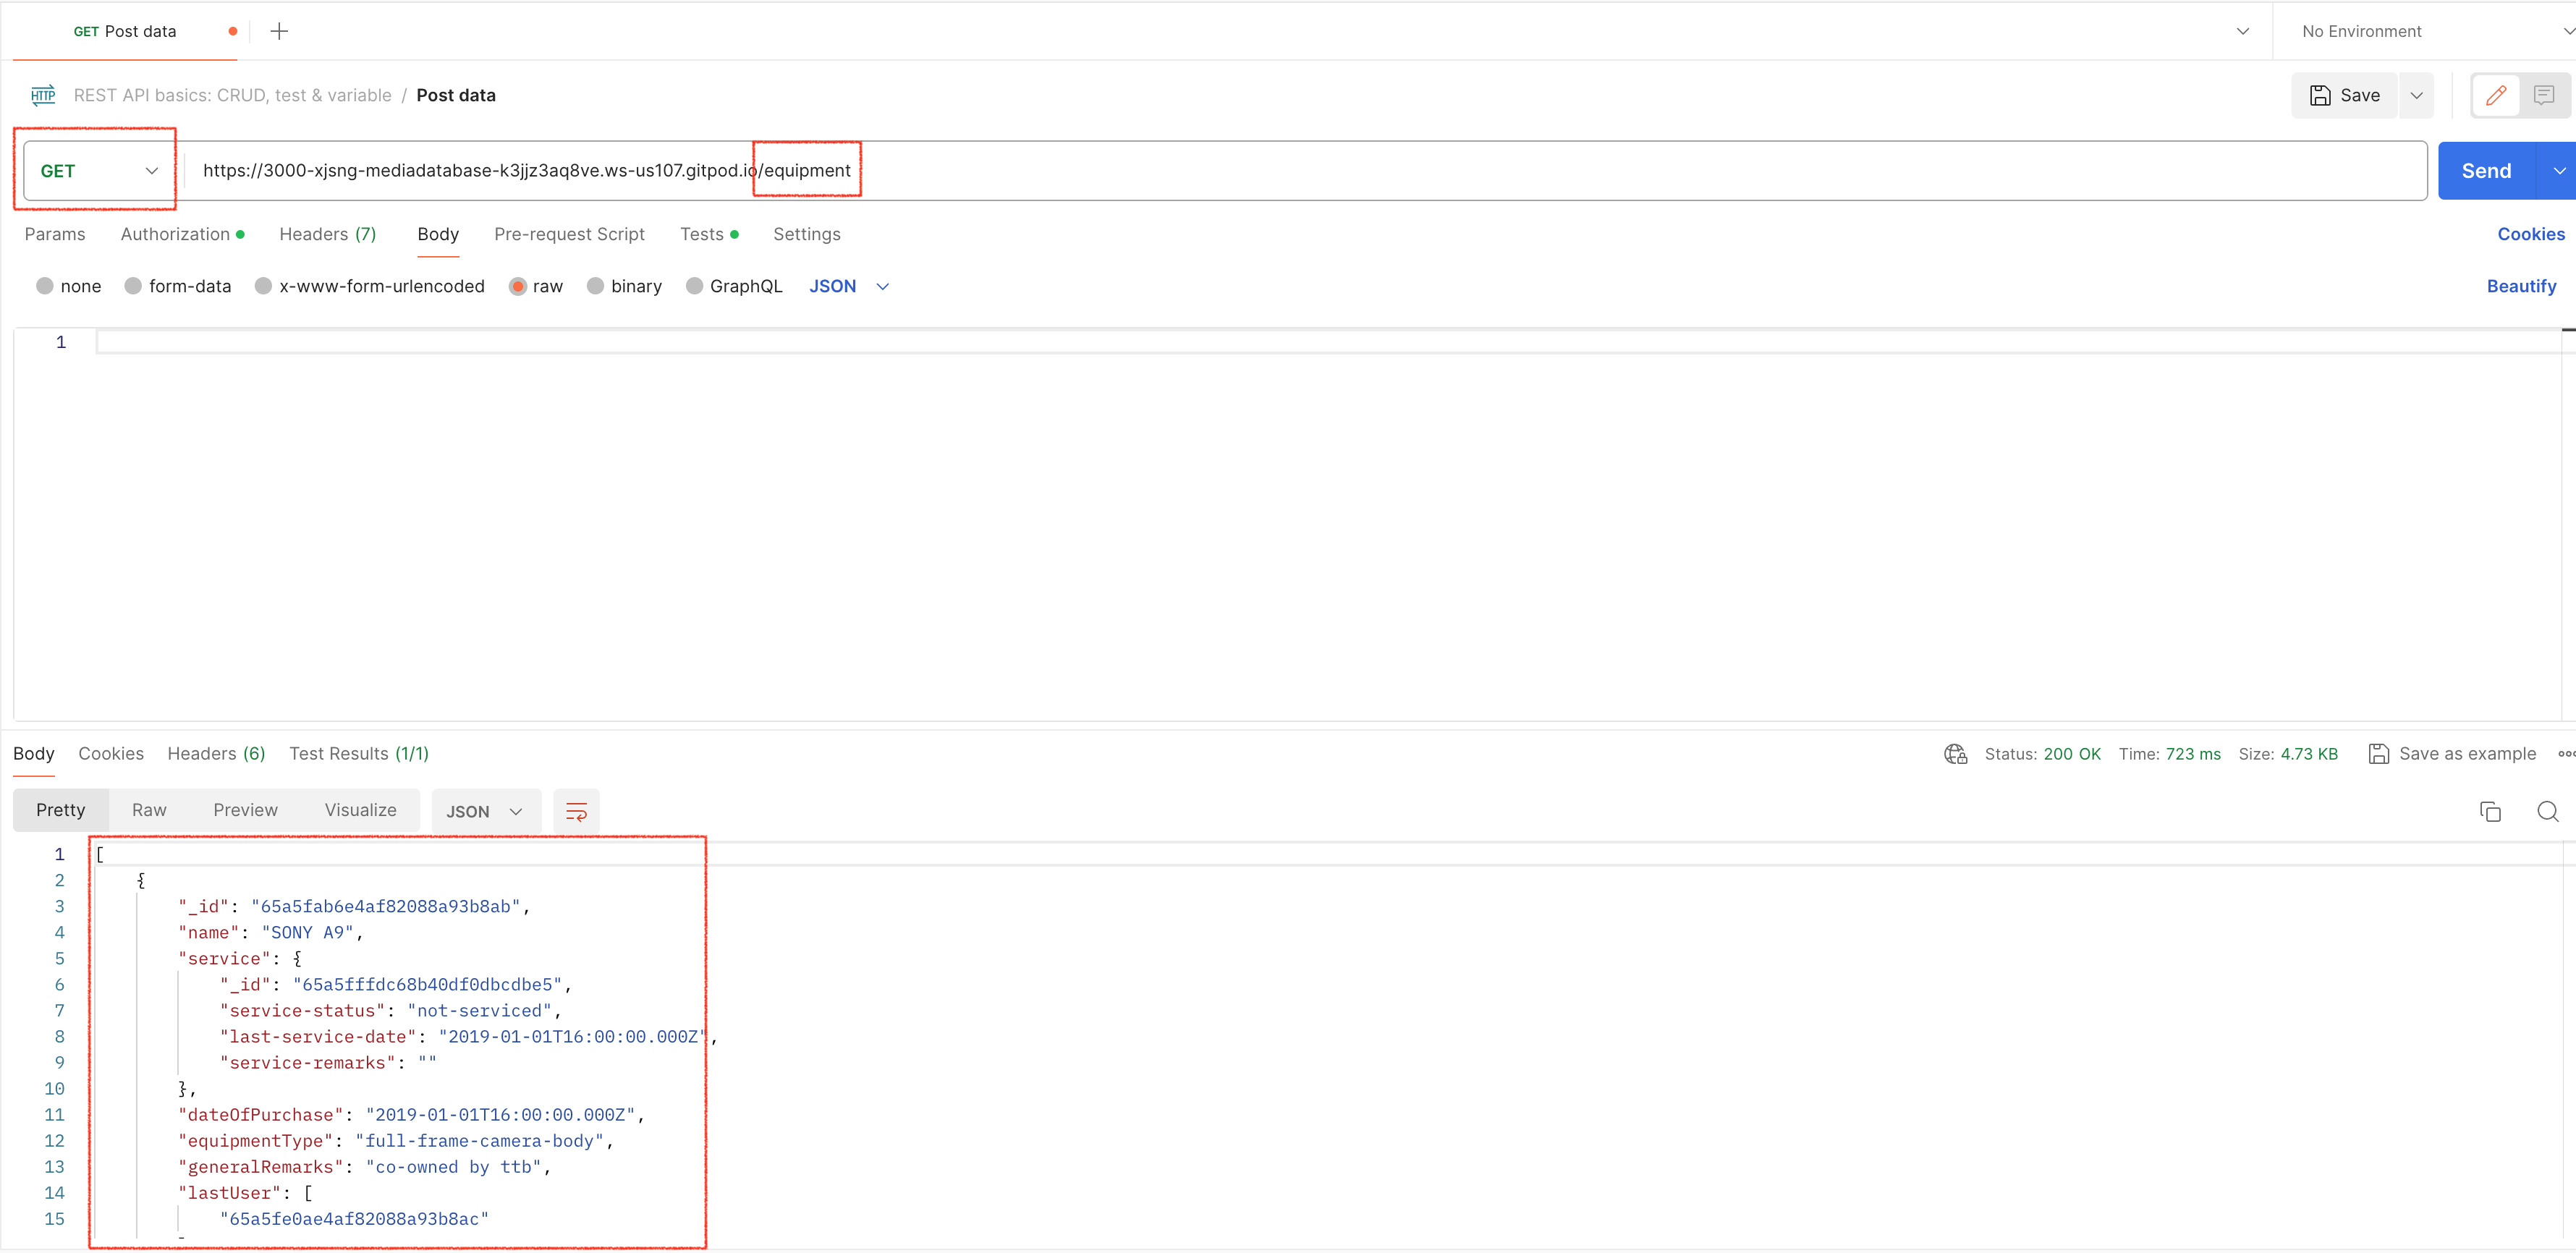 GET Post data
No Environment
HTTP REST API basics: CRUD, test & variable / Post data
Save
GET https://3000-xjsng-mediadatabase-k3jjz3aq8ve.ws-us107.gitpod.io/equipment
Send
Params Authorization Headers (7) Body Pre-request Script Tests Settings
Cookies
none form-data x-www-form-urlencoded raw binary GraphQL JSON
Beautify
1
Body Cookies Headers (6) Test Results (1/1)
Status: 200 OK Time: 723 ms Size: 4.73 KB Save as example
Pretty Raw Preview Visualize JSON
1 [
2 {
3 "_id": "65a5fab6e4af82088a93b8ab",
4 "name": "SONY A9",
5 "service": {
6 "_id": "65a5fffdc68b40df0dbcdbe5",
7 "service-status": "not-serviced",
8 "last-service-date": "2019-01-01T16:00:00.000Z",
9 "service-remarks": ""
10 },
11 "dateOfPurchase": "2019-01-01T16:00:00.000Z",
12 "equipmentType": "full-frame-camera-body",
13 "generalRemarks": "co-owned by ttb",
14 "lastUser": [
15 "65a5fe0ae4af82088a93b8ac"